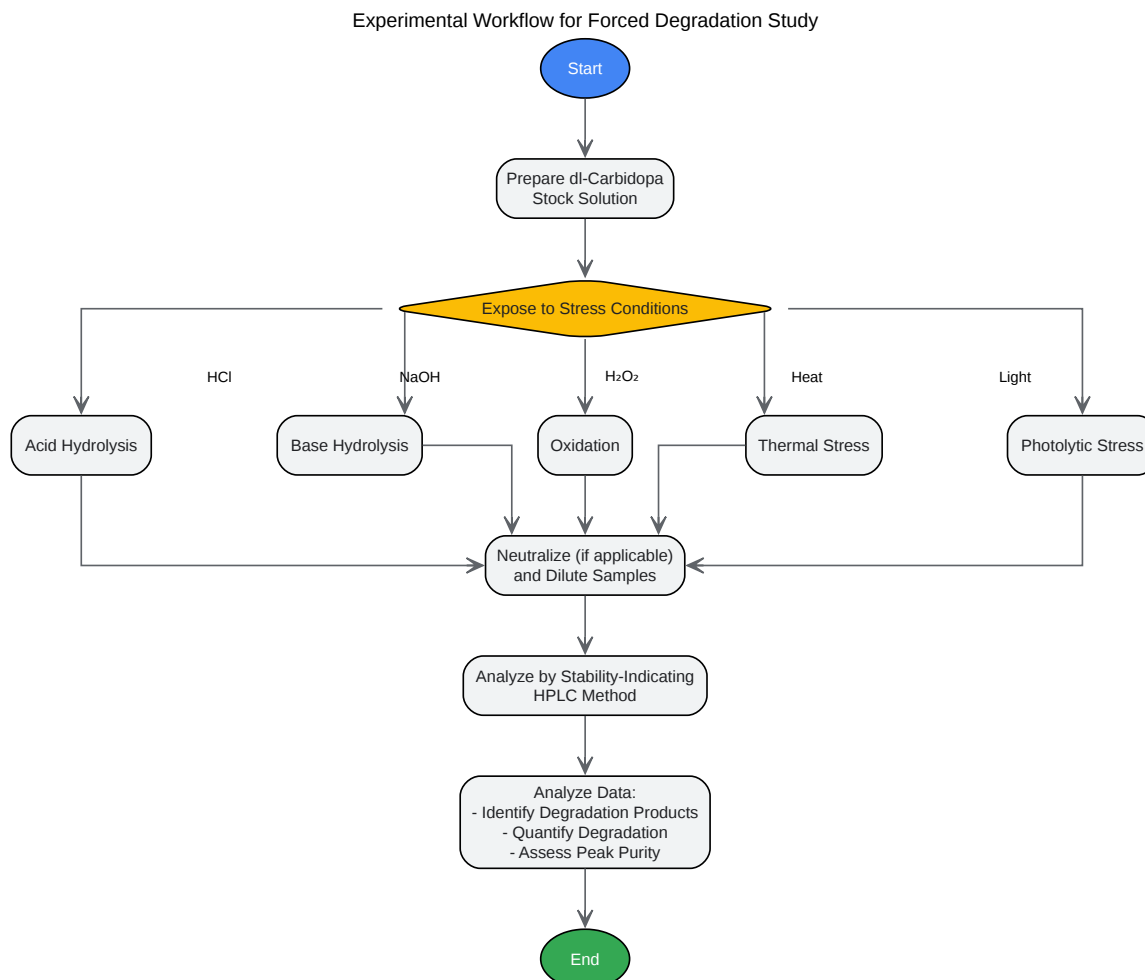 Experimental Workflow for Forced Degradation Study
Start
Prepare dl-Carbidopa
Stock Solution
Expose to Stress Conditions
HCl
NaOH
H₂O₂
Heat
Light
Acid Hydrolysis
Base Hydrolysis
Oxidation
Thermal Stress
Photolytic Stress
Neutralize (if applicable)
and Dilute Samples
Analyze by Stability-Indicating
HPLC Method
Analyze Data:
- Identify Degradation Products
- Quantify Degradation
- Assess Peak Purity
End